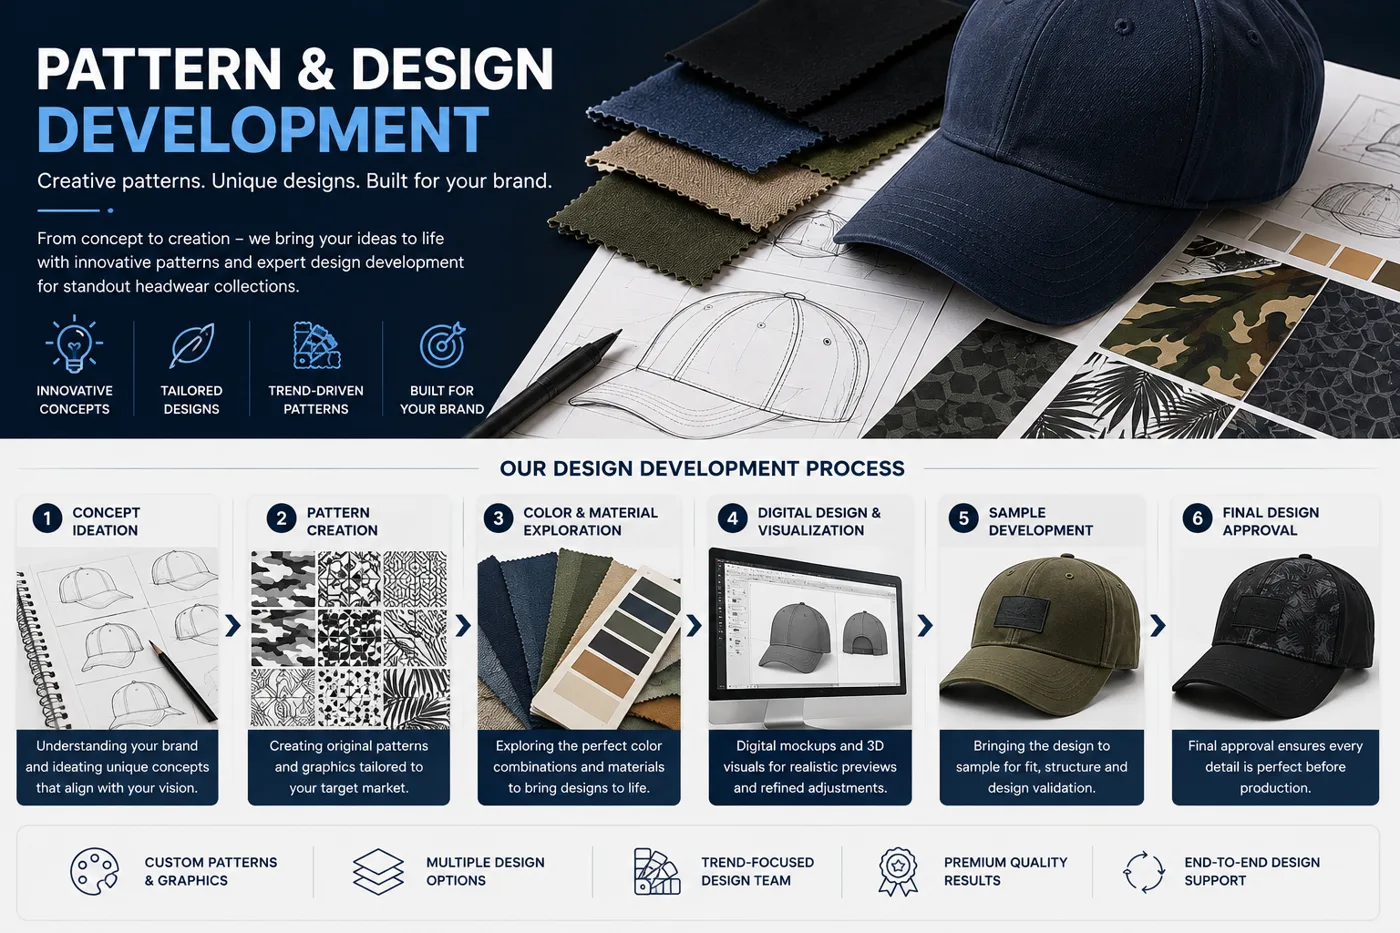 PATTERN & DESIGN
DEVELOPMENT
Creative patterns. Unique designs. Built for your brand.
From concept to creation – we bring your ideas to life
with innovative patterns and expert design development
for standout headwear collections.
INNOVATIVE
CONCEPTS
TAILORED
DESIGNS
TREND-DRIVEN
PATTERNS
BUILT FOR
YOUR BRAND
OUR DESIGN DEVELOPMENT PROCESS
1 CONCEPT
IDEATION
Understanding your brand
and ideating unique concepts
that align with your vision.
2 PATTERN
CREATION
Creating original patterns
and graphics tailored to
your target market.
3 COLOR & MATERIAL
EXPLORATION
Exploring the perfect color
combinations and materials
to bring designs to life.
4 DIGITAL DESIGN &
VISUALIZATION
Digital mockups and 3D
visuals for realistic previews
and refined adjustments.
5 SAMPLE
DEVELOPMENT
Bringing the design to
sample for fit, structure and
design validation.
6 FINAL DESIGN
APPROVAL
Final approval ensures every
detail is perfect before
production.
CUSTOM PATTERNS
& GRAPHICS
MULTIPLE DESIGN
OPTIONS
TREND-FOCUSED
DESIGN TEAM
PREMIUM QUALITY
RESULTS
END-TO-END DESIGN
SUPPORT